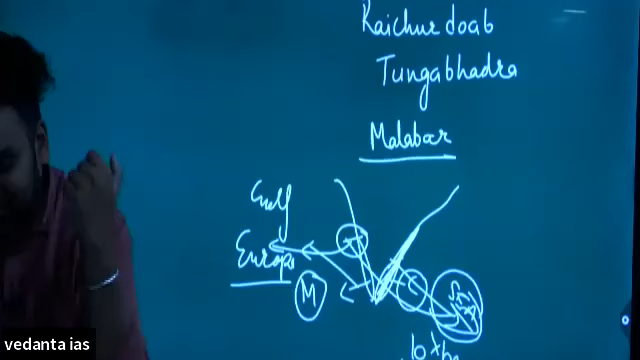 Raichur doab
Tungabhadra
Malabar
Gulf
Europe
M
vedanta ias